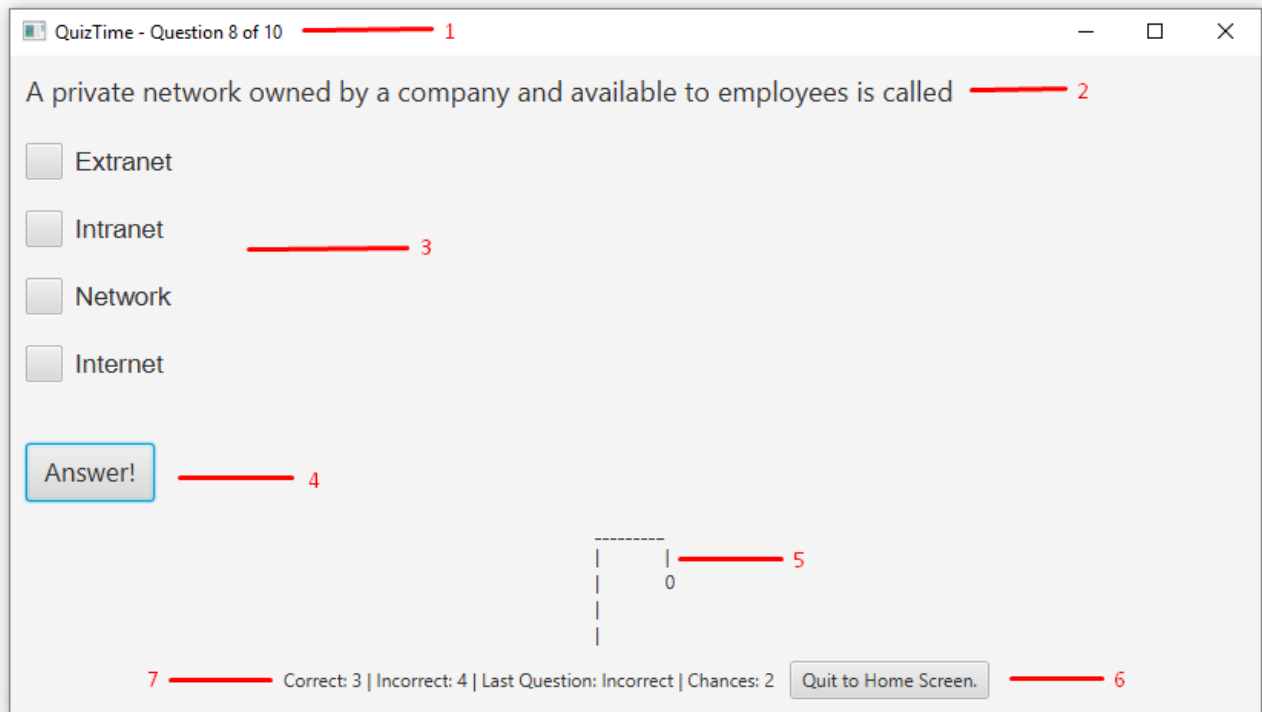 QuizTime - Question 8 of 10 1
A private network owned by a company and available to employees is called 2
Extranet
Intranet
3
Network
Internet
Answer! 4
---------
|       | 5
|       0
|
|
7 Correct: 3 | Incorrect: 4 | Last Question: Incorrect | Chances: 2 Quit to Home Screen. 6